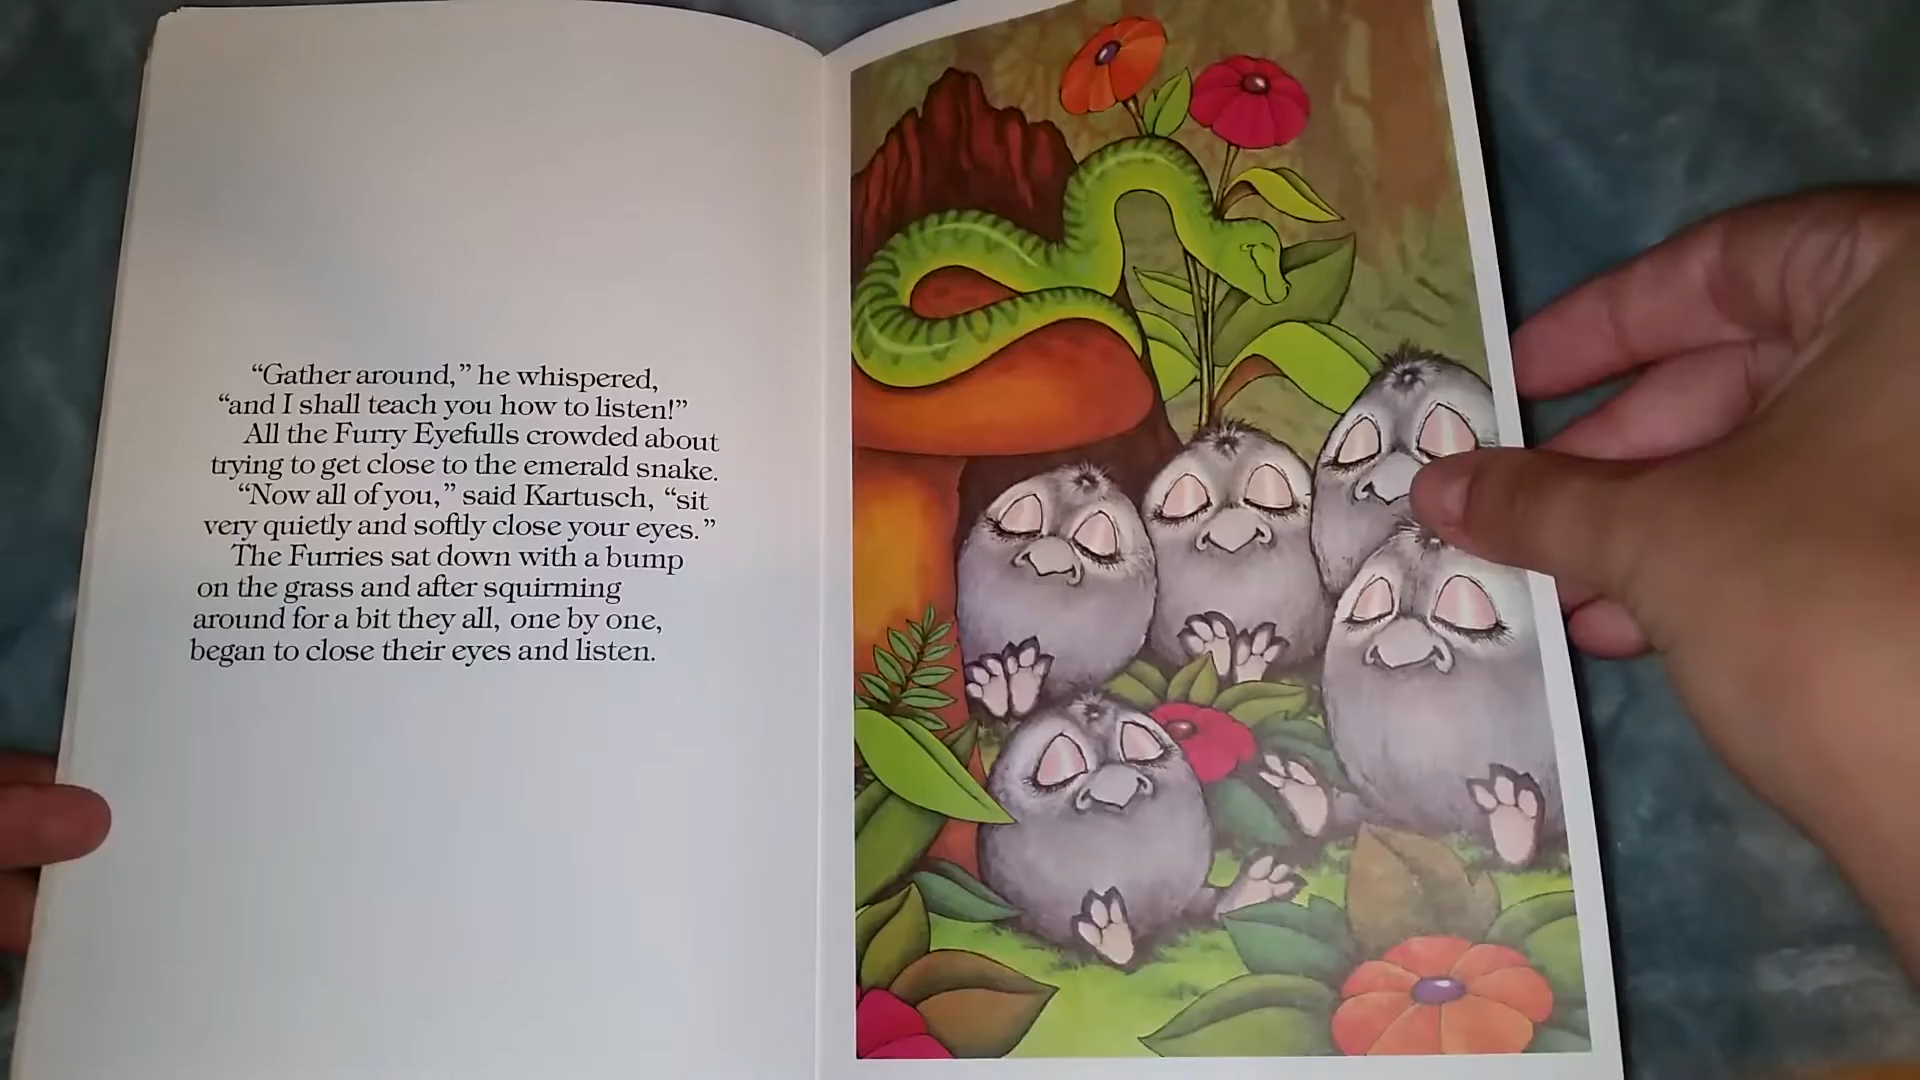 “Gather around,” he whispered,
“and I shall teach you how to listen!”
All the Furry Eyefulls crowded about
trying to get close to the emerald snake.
“Now all of you,” said Kartusch, “sit
very quietly and softly close your eyes.”
The Furries sat down with a bump
on the grass and after squirming
around for a bit they all, one by one,
began to close their eyes and listen.